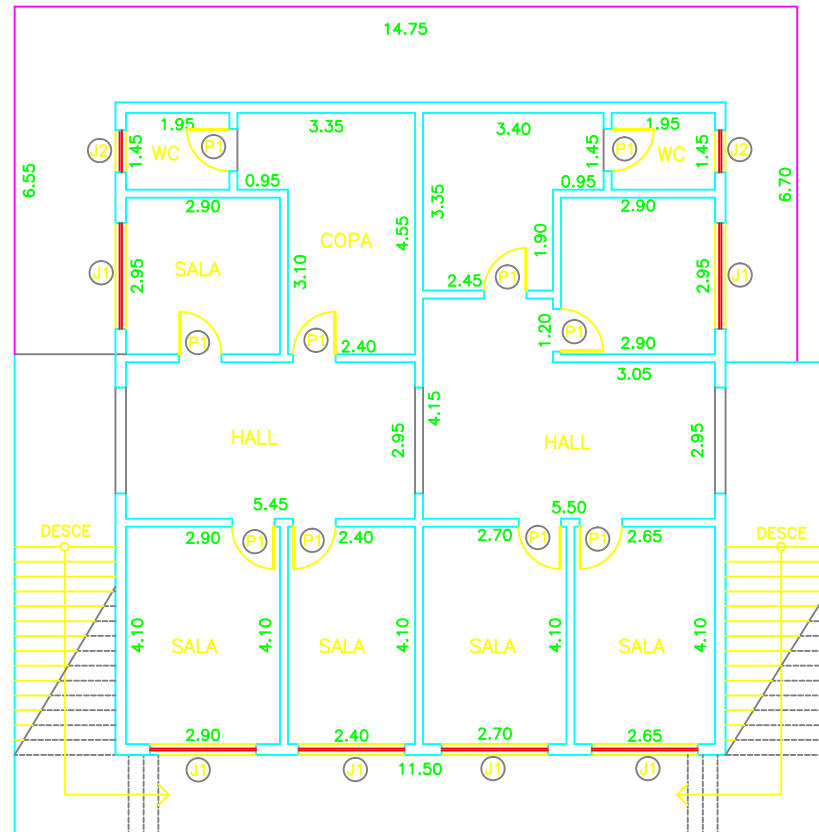 14.75
1.95
3.35
3.40
1.95
J2
1.45
WC
P1
P1
1.45
P1
WC
1.45
J2
6.55
0.95
0.95
6.70
2.90
3.35
2.90
4.55
COPA
1.90
J1
2.95
SALA
3.10
2.45
P1
2.95
J1
P1
P1
2.40
1.20
P1
2.90
3.05
4.15
HALL
2.95
HALL
2.95
5.45
5.50
DESCE
2.90
P1
P1
2.40
2.70
P1
P1
2.65
DESCE
4.10
SALA
4.10
SALA
4.10
SALA
4.10
SALA
4.10
2.90
2.40
2.70
2.65
J1
J1
11.50
J1
J1